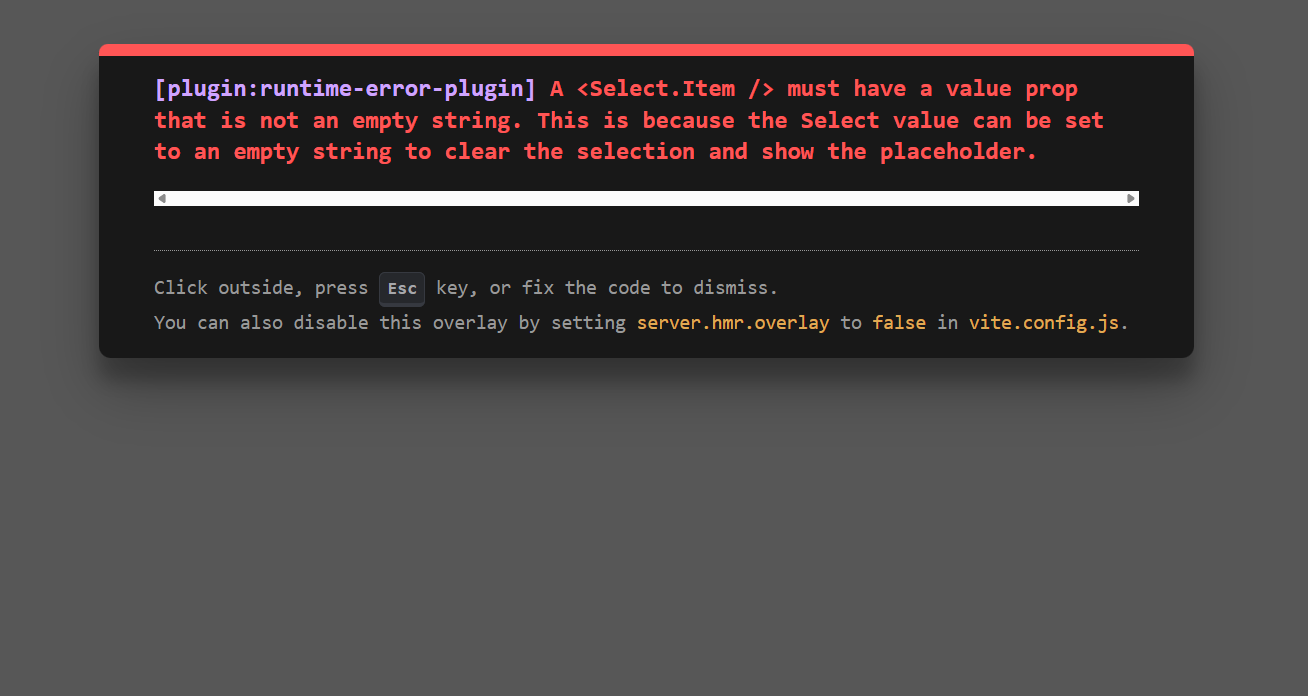 [plugin:runtime-error-plugin] A <Select.Item /> must have a value prop
that is not an empty string. This is because the Select value can be set
to an empty string to clear the selection and show the placeholder.
Click outside, press Esc key, or fix the code to dismiss.
You can also disable this overlay by setting server.hmr.overlay to false in vite.config.js.